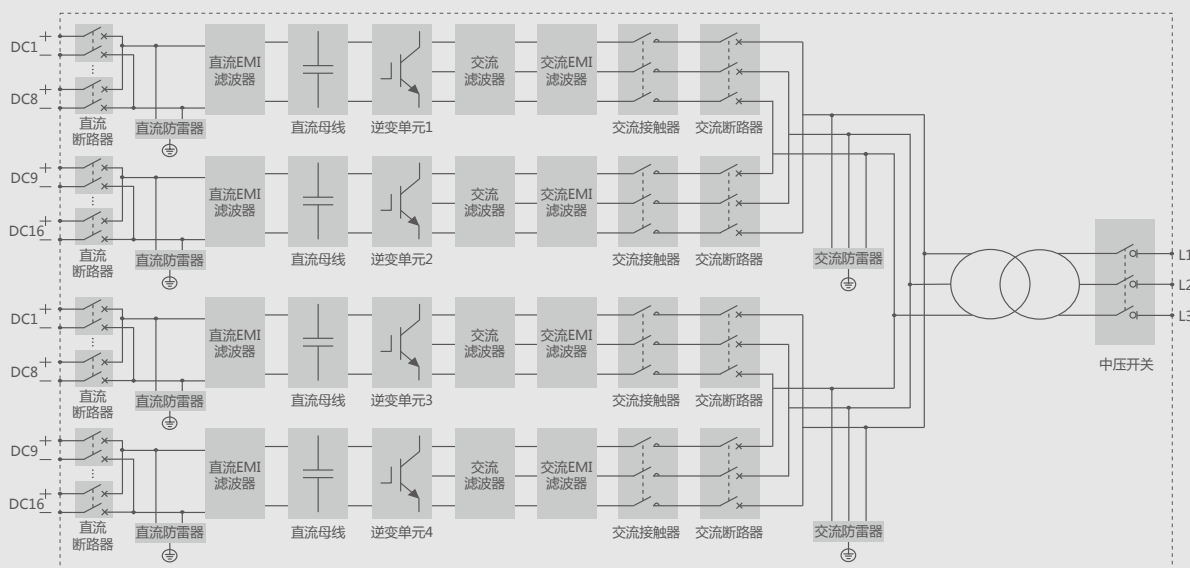 DC1
+
−
⋮
DC8
+
−
直流
断路器
直流防雷器
直流EMI
滤波器
直流母线
逆变单元1
交流
滤波器
交流EMI
滤波器
交流接触器
交流断路器
DC9
+
−
⋮
DC16
+
−
直流
断路器
直流防雷器
直流EMI
滤波器
直流母线
逆变单元2
交流
滤波器
交流EMI
滤波器
交流接触器
交流断路器
交流防雷器
DC1
+
−
⋮
DC8
+
−
直流
断路器
直流防雷器
直流EMI
滤波器
直流母线
逆变单元3
交流
滤波器
交流EMI
滤波器
交流接触器
交流断路器
DC9
+
−
⋮
DC16
+
−
直流
断路器
直流防雷器
直流EMI
滤波器
直流母线
逆变单元4
交流
滤波器
交流EMI
滤波器
交流接触器
交流断路器
交流防雷器
L1
L2
L3
中压开关